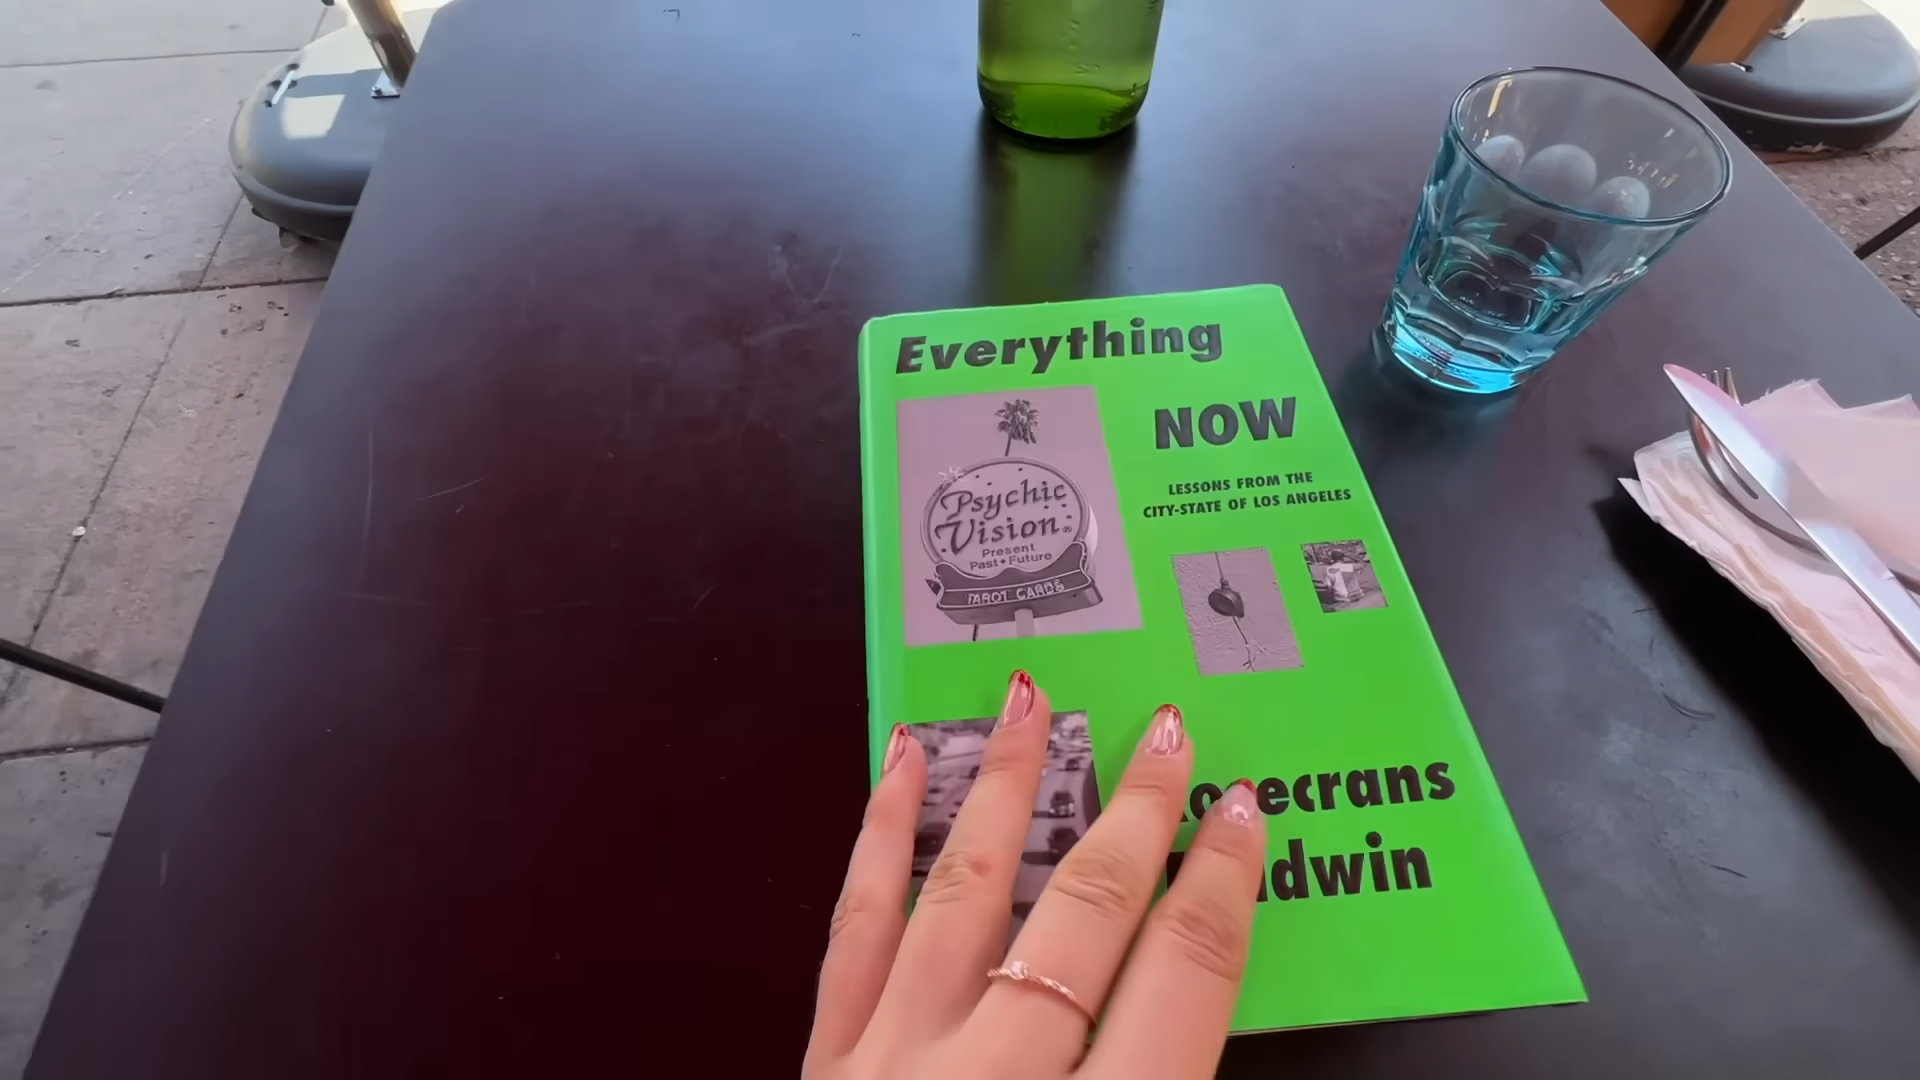 Everything
NOW
LESSONS FROM THE
CITY-STATE OF LOS ANGELES
Psychic
Vision®
Present
Past • Future
TAROT CARDS